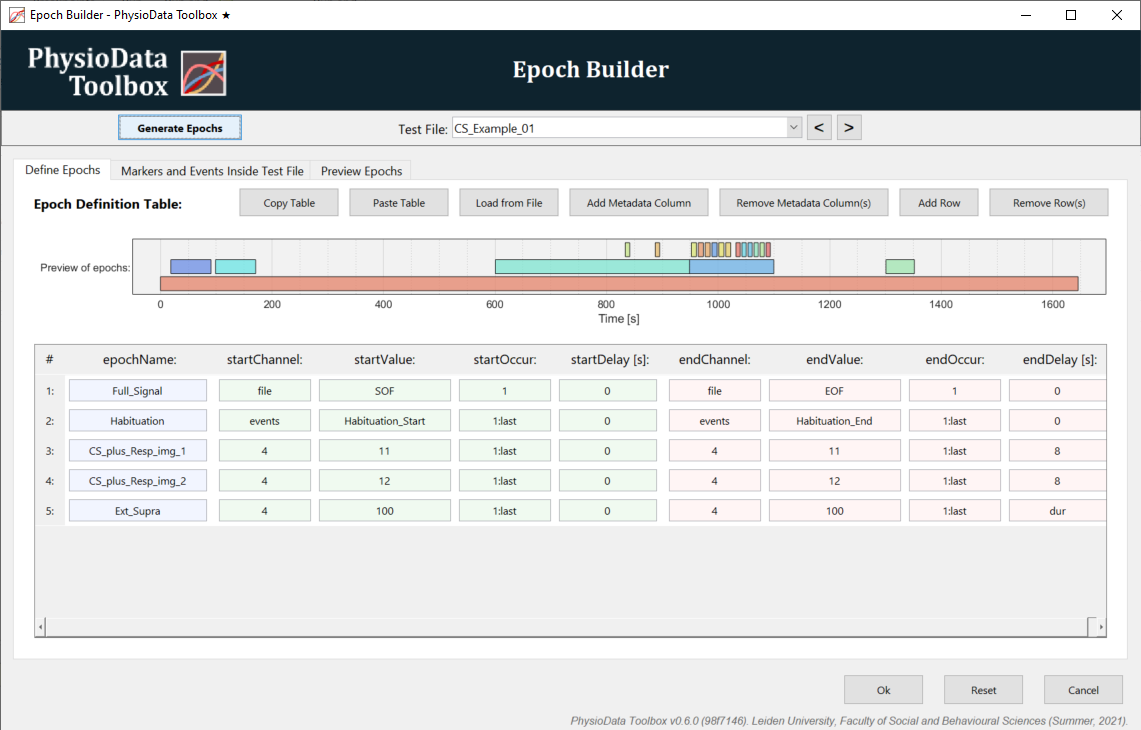 Epoch Builder - PhysioData Toolbox ★
PhysioData
Toolbox
Epoch Builder
Generate Epochs
Test File: CS_Example_01 < >
Define Epochs Markers and Events Inside Test File Preview Epochs
Epoch Definition Table: Copy Table Paste Table Load from File Add Metadata Column Remove Metadata Column(s) Add Row Remove Row(s)
Preview of epochs:
0 200 400 600 800 1000 1200 1400 1600
Time [s]
# epochName: startChannel: startValue: startOccur: startDelay [s]: endChannel: endValue: endOccur: endDelay [s]:
1: Full_Signal file SOF 1 0 file EOF 1 0
2: Habituation events Habituation_Start 1:last 0 events Habituation_End 1:last 0
3: CS_plus_Resp_img_1 4 11 1:last 0 4 11 1:last 8
4: CS_plus_Resp_img_2 4 12 1:last 0 4 12 1:last 8
5: Ext_Supra 4 100 1:last 0 4 100 1:last dur
Ok Reset Cancel
PhysioData Toolbox v0.6.0 (98f7146). Leiden University, Faculty of Social and Behavioural Sciences (Summer, 2021).